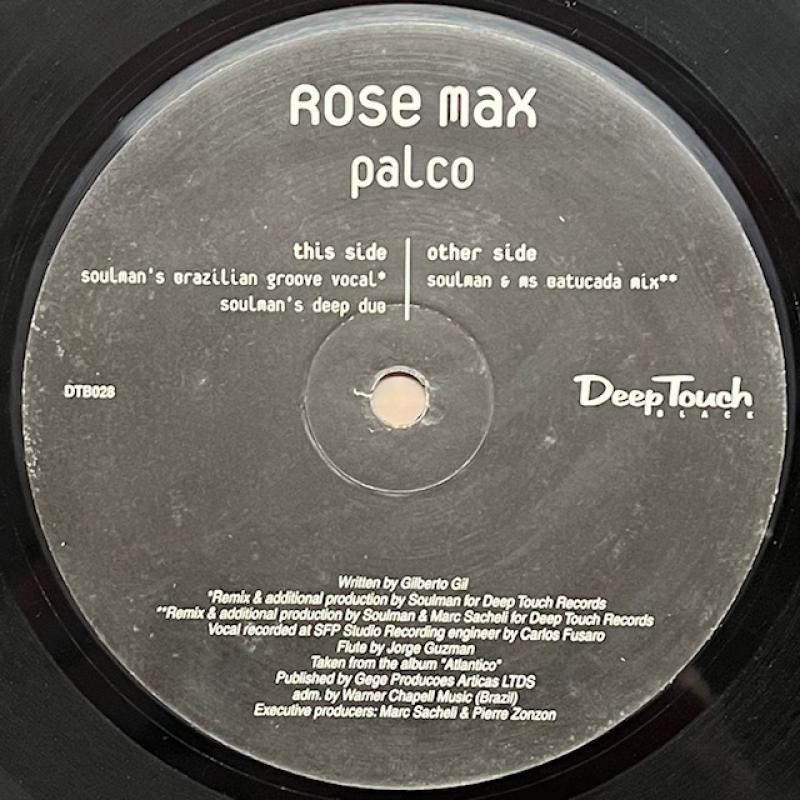 Rose Max
palco
this side
soulman's Brazilian groove vocal*
soulman's deep dub
other side
soulman & ms Batucada mix**
DTB028
Deep Touch
BLACK
Written by Gilberto Gil
*Remix & additional production by Soulman for Deep Touch Records
**Remix & additional production by Soulman & Marc Sacheli for Deep Touch Records
Vocal recorded at SFP Studio Recording engineer by Carlos Fusaro
Flute by Jorge Guzman
Taken from the album "Atlantico"
Published by Gege Producoes Articas LTDS
adm. by Warner Chapell Music (Brazil)
Executive producers: Marc Sacheli & Pierre Zonzon